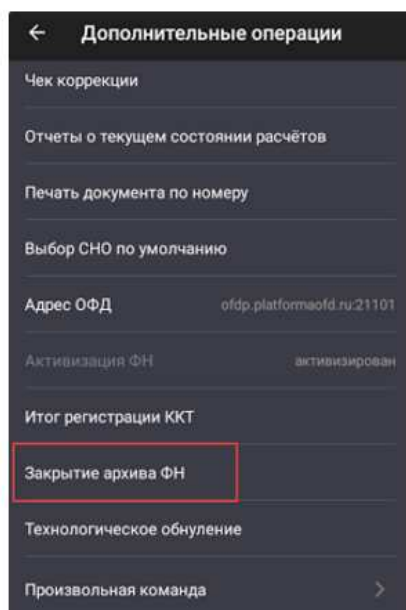 Дополнительные операции
Чек коррекции
Отчеты о текущем состоянии расчётов
Печать документа по номеру
Выбор СНО по умолчанию
Адрес ОФД ofdp.platformaofd.ru:21101
Активизация ФН активизирован
Итог регистрации ККТ
Закрытие архива ФН
Технологическое обнуление
Произвольная команда